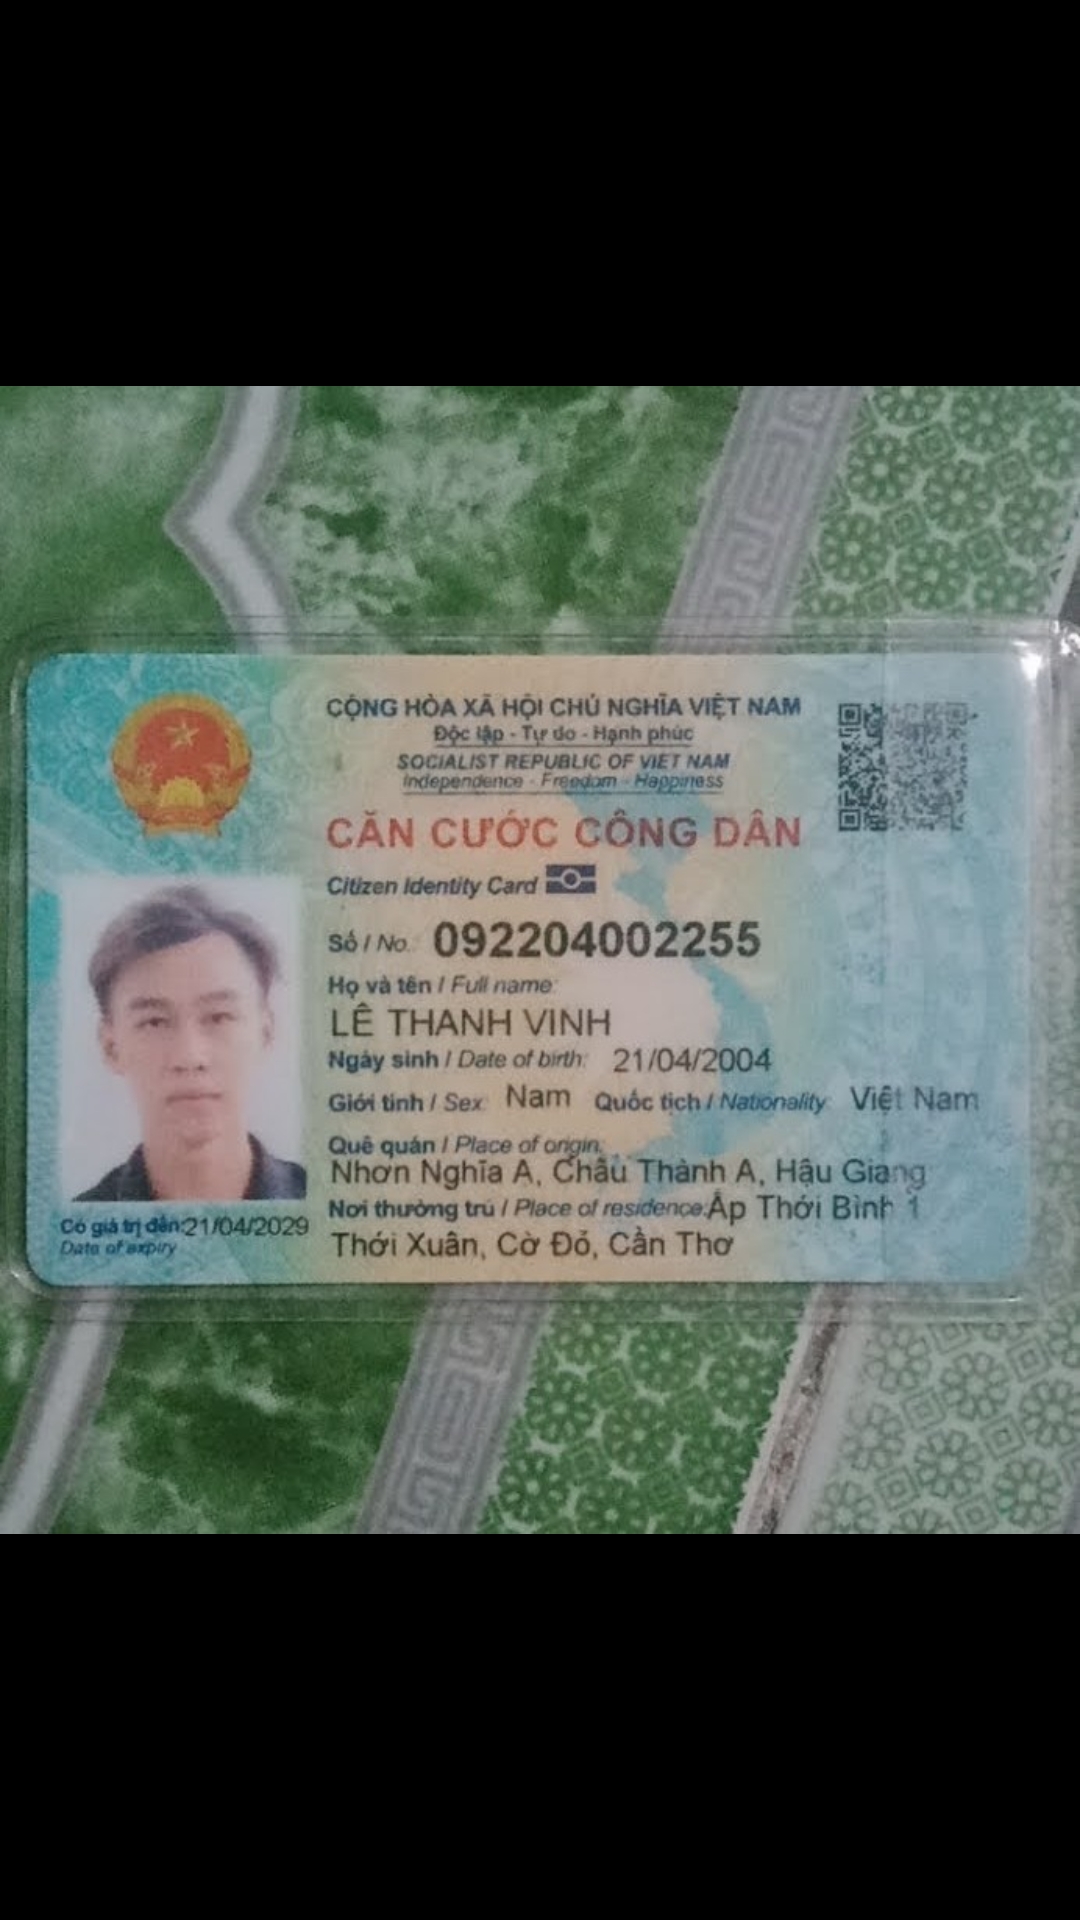 CỘNG HÒA XÃ HỘI CHỦ NGHĨA VIỆT NAM
Độc lập - Tự do - Hạnh phúc
SOCIALIST REPUBLIC OF VIET NAM
Independence - Freedom - Happiness
CĂN CƯỚC CÔNG DÂN
Citizen Identity Card
Số / No. 092204002255
Họ và tên / Full name:
LÊ THANH VINH
Ngày sinh / Date of birth: 21/04/2004
Giới tính / Sex: Nam Quốc tịch / Nationality: Việt Nam
Quê quán / Place of origin:
Nhơn Nghĩa A, Châu Thành A, Hậu Giang
Nơi thường trú / Place of residence: Ấp Thới Bình 1
Thới Xuân, Cờ Đỏ, Cần Thơ
Có giá trị đến: 21/04/2029
Date of expiry